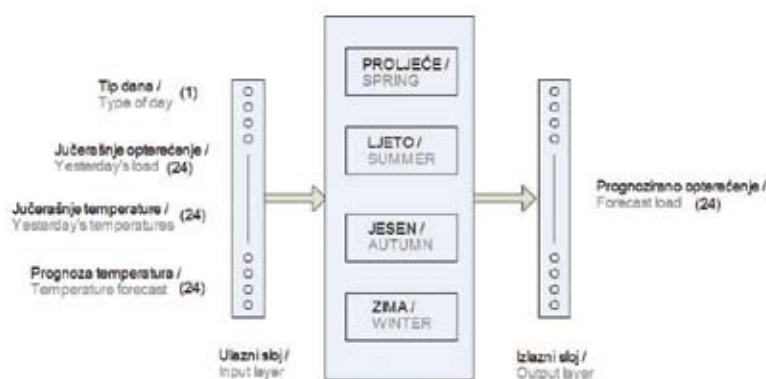 Tip dana /
Type of day
(1)
Jučerašnje opterećenje /
Yesterday's load
(24)
Jučerašnje temperature /
Yesterday's temperatures
(24)
Prognoza temperatura /
Temperature forecast
(24)
Ulazni sloj /
Input layer
PROLJEĆE /
SPRING
LJETO /
SUMMER
JESEN /
AUTUMN
ZIMA /
WINTER
Prognozirano opterećenje /
Forecast load
(24)
Izlazni sloj /
Output layer